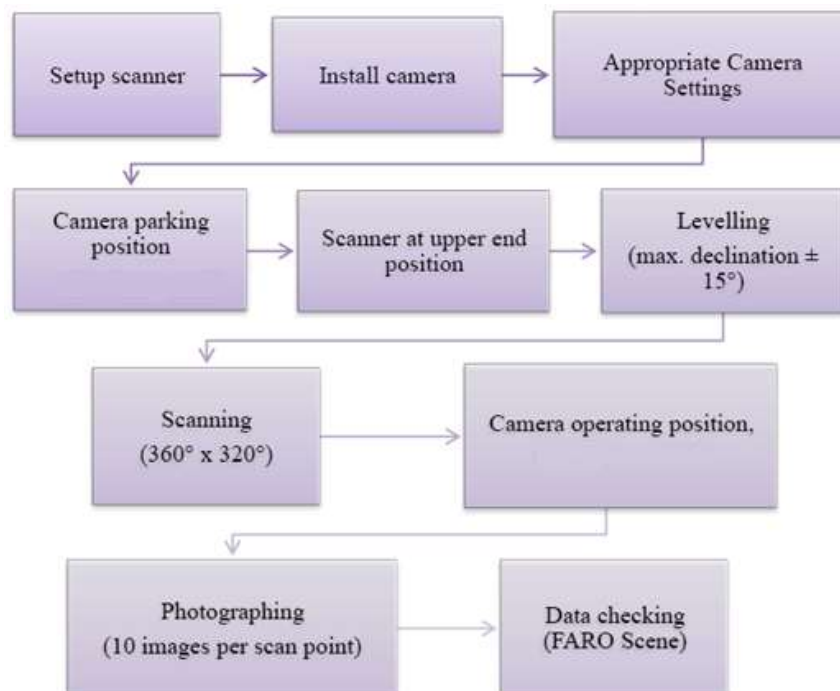 Setup scanner
Install camera
Appropriate Camera
Settings
Camera parking
position
Scanner at upper end
position
Levelling
(max. declination ±
15°)
Scanning
(360° x 320°)
Camera operating position,
Photographing
(10 images per scan point)
Data checking
(FARO Scene)